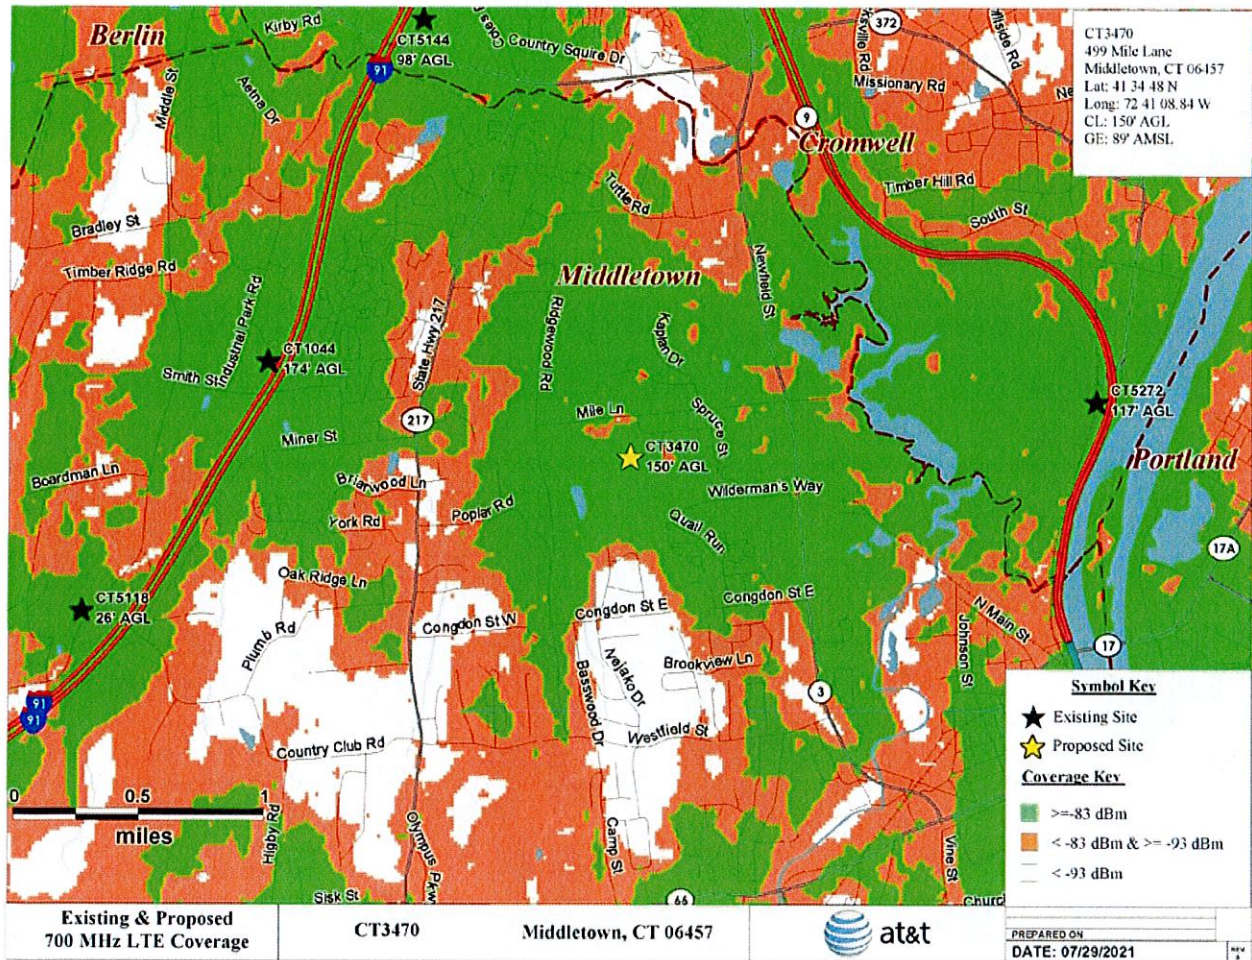 Berlin
Kirby Rd
CT5144
98' AGL
Coles
Country Squire Dr
372
Missionary Rd
CT3470
499 Mile Lane
Middletown, CT 06457
Lat: 41 34 48 N
Long: 72 41 08.84 W
CL: 150' AGL
GE: 89' AMSL
91
Middle St
Aetna Dr
9
Cromwell
Timber Hill Rd
South St
Tuttle Rd
Bradley St
Timber Ridge Rd
Middletown
Newfield St
Industrial Park Rd
State Hwy 217
Ridgewood Rd
Kaplan Dr
CT1044
174' AGL
Smith St
CT5272
117' AGL
217
Mile Ln
Spruce St
Miner St
CT3470
150' AGL
Portland
Boardman Ln
Briarwood Ln
Wilderman's Way
York Rd
Poplar Rd
Quail Run
17A
Oak Ridge Ln
CT5118
26' AGL
Congdon St E
Congdon St E
N Main St
Johnson St
Plumb Rd
Congdon St W
Nejako Dr
Brookview Ln
Basswood Dr
17
3
91
91
Country Club Rd
Westfield St
Symbol Key
Existing Site
Proposed Site
Coverage Key
>=-83 dBm
< -83 dBm & >= -93 dBm
< -93 dBm
0 0.5 1
miles
Higby Rd
Olympus Pkw
Camp St
Vine St
Sisk St
66
Church
Existing & Proposed
700 MHz LTE Coverage
CT3470
Middletown, CT 06457
at&t
PREPARED ON
DATE: 07/29/2021